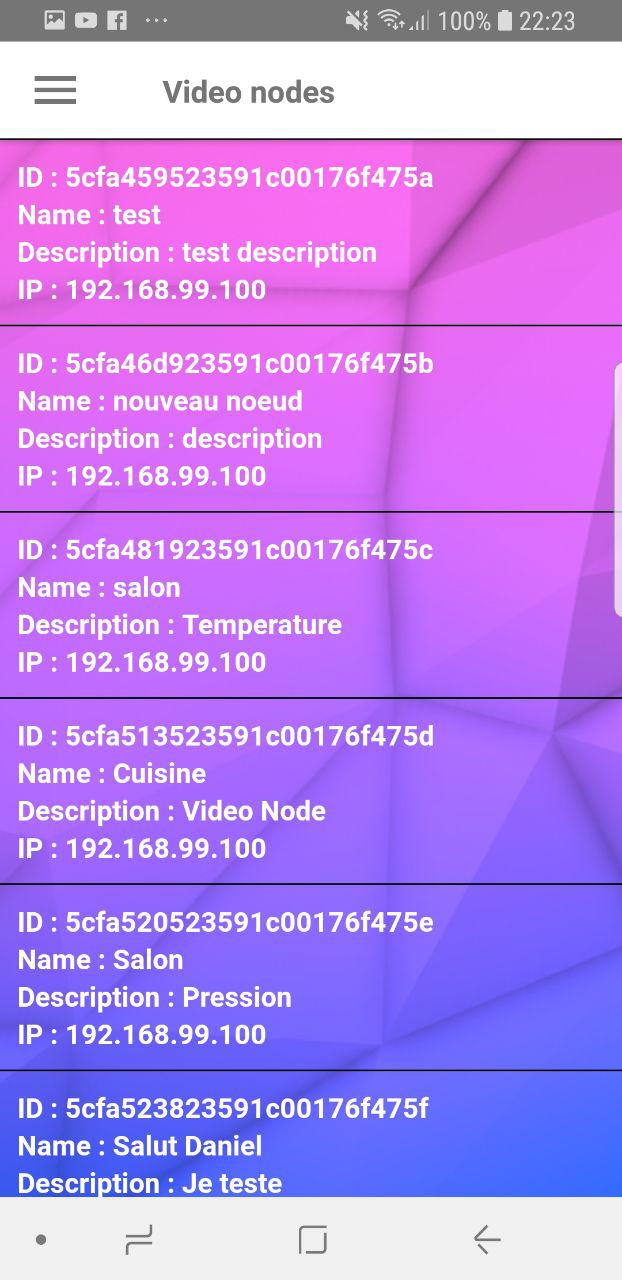 100% 22:23
Video nodes
ID : 5cfa459523591c00176f475a
Name : test
Description : test description
IP : 192.168.99.100
ID : 5cfa46d923591c00176f475b
Name : nouveau noeud
Description : description
IP : 192.168.99.100
ID : 5cfa481923591c00176f475c
Name : salon
Description : Temperature
IP : 192.168.99.100
ID : 5cfa513523591c00176f475d
Name : Cuisine
Description : Video Node
IP : 192.168.99.100
ID : 5cfa520523591c00176f475e
Name : Salon
Description : Pression
IP : 192.168.99.100
ID : 5cfa523823591c00176f475f
Name : Salut Daniel
Description : Je teste